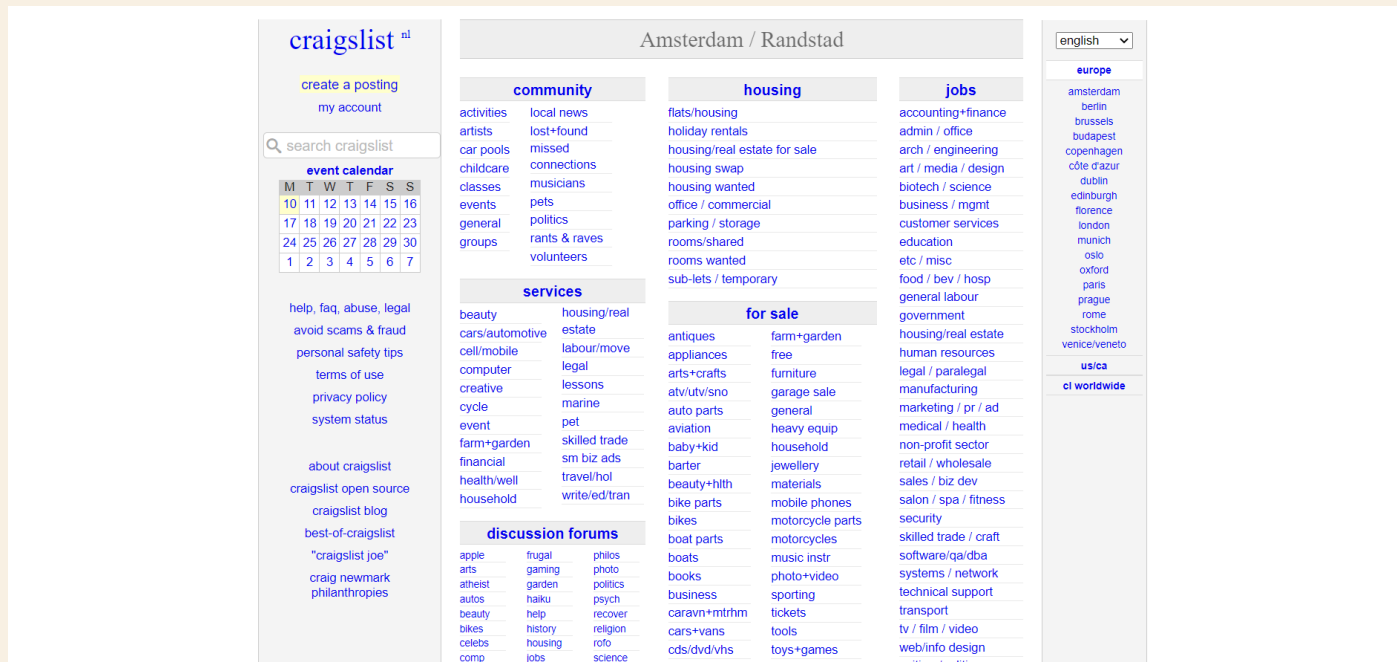 craigslist nl
create a posting
my account
search craigslist
event calendar
M T W T F S S
10 11 12 13 14 15 16
17 18 19 20 21 22 23
24 25 26 27 28 29 30
1 2 3 4 5 6 7
help, faq, abuse, legal
avoid scams & fraud
personal safety tips
terms of use
privacy policy
system status
about craigslist
craigslist open source
craigslist blog
best-of-craigslist
"craigslist joe"
craig newmark
philanthropies
Amsterdam / Randstad
community
activities
artists
car pools
childcare
classes
events
general
groups
local news
lost+found
missed
connections
musicians
pets
politics
rants & raves
volunteers
services
beauty
cars/automotive
cell/mobile
computer
creative
cycle
event
farm+garden
financial
health/well
household
housing/real
estate
labour/move
legal
lessons
marine
pet
skilled trade
sm biz ads
travel/hol
write/ed/tran
discussion forums
apple
arts
atheist
autos
beauty
bikes
celebs
comp
frugal
gaming
garden
haiku
help
history
housing
jobs
philos
photo
politics
psych
recover
religion
rofo
science
housing
flats/housing
holiday rentals
housing/real estate for sale
housing swap
housing wanted
office / commercial
parking / storage
rooms/shared
rooms wanted
sub-lets / temporary
for sale
antiques
appliances
arts+crafts
atv/utv/sno
auto parts
aviation
baby+kid
barter
beauty+hlth
bike parts
bikes
boat parts
boats
books
business
caravn+mtrhm
cars+vans
cds/dvd/vhs
farm+garden
free
furniture
garage sale
general
heavy equip
household
jewellery
materials
mobile phones
motorcycle parts
motorcycles
music instr
photo+video
sporting
tickets
tools
toys+games
jobs
accounting+finance
admin / office
arch / engineering
art / media / design
biotech / science
business / mgmt
customer services
education
etc / misc
food / bev / hosp
general labour
government
housing/real estate
human resources
legal / paralegal
manufacturing
marketing / pr / ad
medical / health
non-profit sector
retail / wholesale
sales / biz dev
salon / spa / fitness
security
skilled trade / craft
software/qa/dba
systems / network
technical support
transport
tv / film / video
web/info design
english
europe
amsterdam
berlin
brussels
budapest
copenhagen
côte d'azur
dublin
edinburgh
florence
london
munich
oslo
oxford
paris
prague
rome
stockholm
venice/veneto
us/ca
cl worldwide